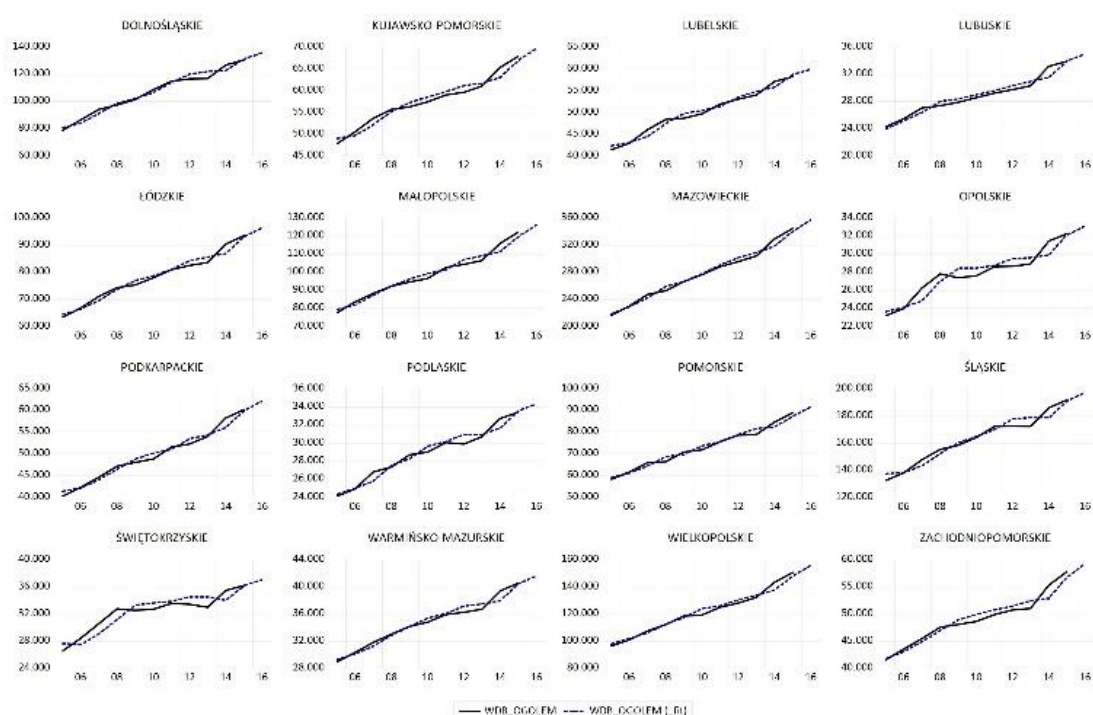 DOLNOŚLĄSKIE KUJAWSKO POMORSKIE LUBELSKIE LUBUSKIE
140.000 70.000 65.000 36.000
65.000 60.000
120.000 32.000
60.000 55.000
100.000 28.000
55.000 50.000
80.000 24.000
50.000 45.000
60.000 45.000 40.000 20.000
06 08 10 12 14 16 06 08 10 12 14 16 06 08 10 12 14 16 06 08 10 12 14 16
ŁÓDZKIE MAŁOPOLSKIE MAZOWIECKIE OPOLSKIE
100.000 130.000 360.000 34.000
120.000 32.000
90.000 320.000
110.000 30.000
80.000 100.000 280.000 28.000
90.000 26.000
70.000 240.000
80.000 24.000
60.000 70.000 200.000 22.000
06 08 10 12 14 16 06 08 10 12 14 16 06 08 10 12 14 16 06 08 10 12 14 16
PODKARPACKIE PODLASKIE POMORSKIE ŚLĄSKIE
65.000 36.000 100.000 200.000
60.000 34.000 90.000
180.000
55.000 32.000 80.000
30.000 160.000
50.000 70.000
28.000
45.000 26.000 60.000 140.000
40.000 24.000 50.000 120.000
06 08 10 12 14 16 06 08 10 12 14 16 06 08 10 12 14 16 06 08 10 12 14 16
ŚWIĘTOKRZYSKIE WARMIŃSKO MAZURSKIE WIELKOPOLSKIE ZACHODNIOPOMORSKIE
40.000 44.000 160.000 60.000
36.000 40.000 140.000 55.000
36.000 120.000 50.000
32.000
28.000 32.000 100.000 45.000
24.000 28.000 80.000 40.000
06 08 10 12 14 16 06 08 10 12 14 16 06 08 10 12 14 16 06 08 10 12 14 16
WDB_OGOLEM WDB_OGOLEM